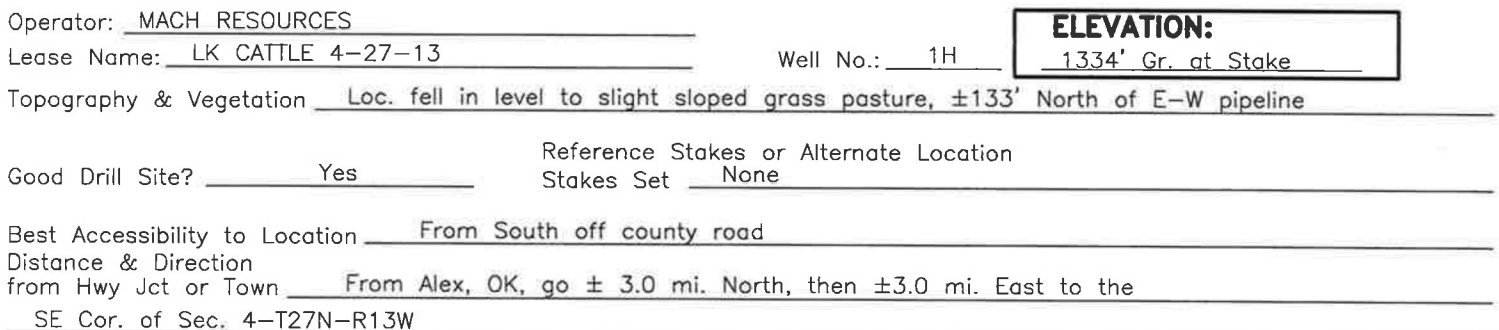 Operator: MACH RESOURCES
ELEVATION:
Lease Name: LK CATTLE 4-27-13 Well No.: 1H 1334' Gr. at Stake
Topography & Vegetation Loc. fell in level to slight sloped grass pasture, ±133' North of E-W pipeline
Reference Stakes or Alternate Location
Good Drill Site? Yes Stakes Set None
Best Accessibility to Location From South off county road
Distance & Direction
from Hwy Jct or Town From Alex, OK, go ± 3.0 mi. North, then ±3.0 mi. East to the
SE Cor. of Sec. 4-T27N-R13W